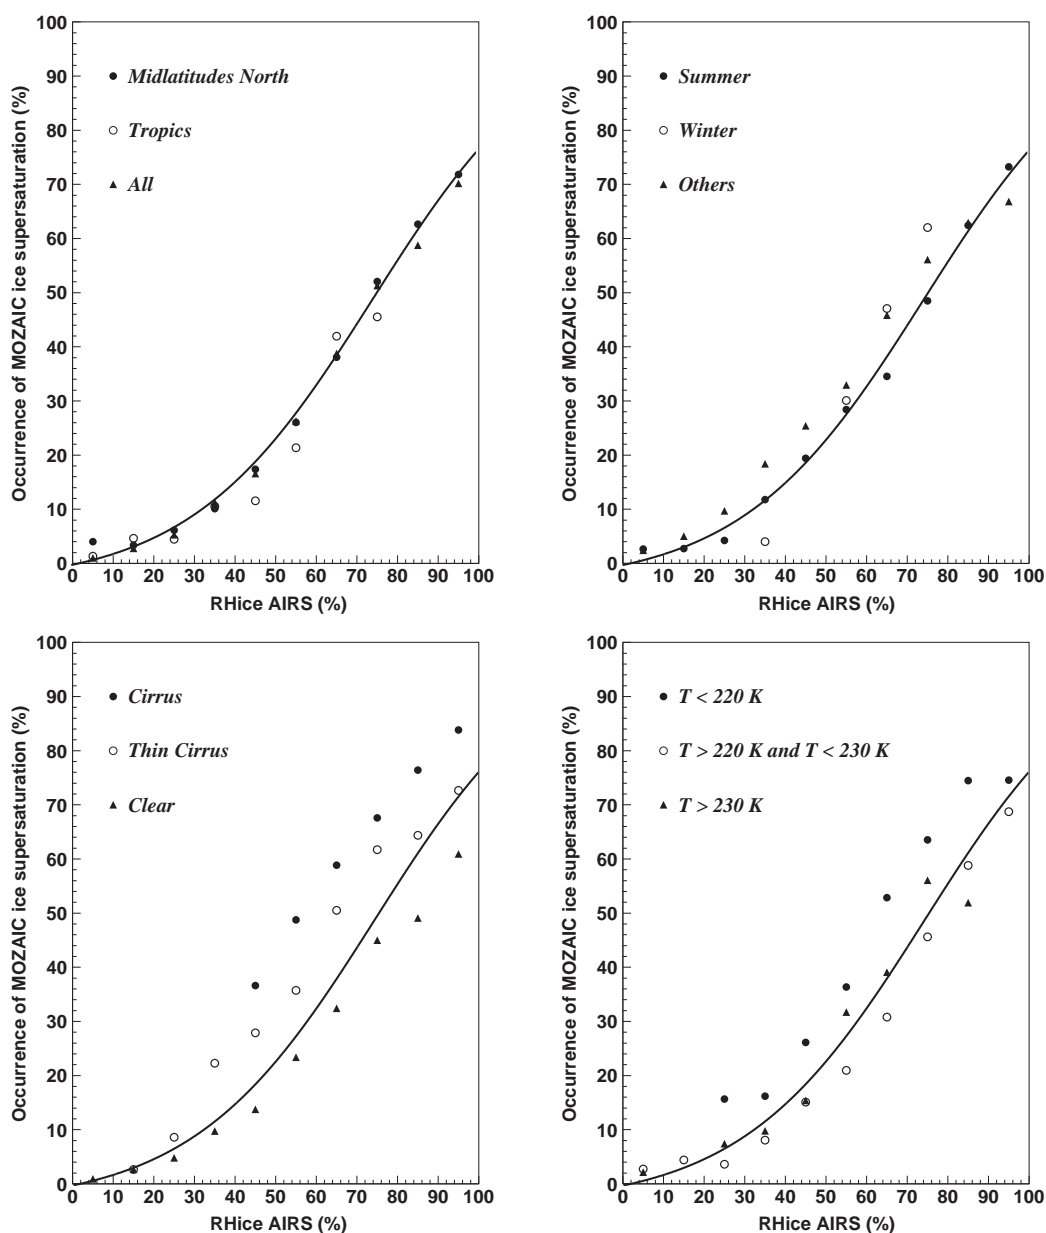 Occurrence of MOZAIC ice supersaturation (%)
100
90
80
70
60
50
40
30
20
10
0
Midlatitudes North
Tropics
All
0 10 20 30 40 50 60 70 80 90 100
RHice AIRS (%)
Occurrence of MOZAIC ice supersaturation (%)
100
90
80
70
60
50
40
30
20
10
0
Summer
Winter
Others
0 10 20 30 40 50 60 70 80 90 100
RHice AIRS (%)
Occurrence of MOZAIC ice supersaturation (%)
100
90
80
70
60
50
40
30
20
10
0
Cirrus
Thin Cirrus
Clear
0 10 20 30 40 50 60 70 80 90 100
RHice AIRS (%)
Occurrence of MOZAIC ice supersaturation (%)
100
90
80
70
60
50
40
30
20
10
0
T < 220 K
T > 220 K and T < 230 K
T > 230 K
0 10 20 30 40 50 60 70 80 90 100
RHice AIRS (%)